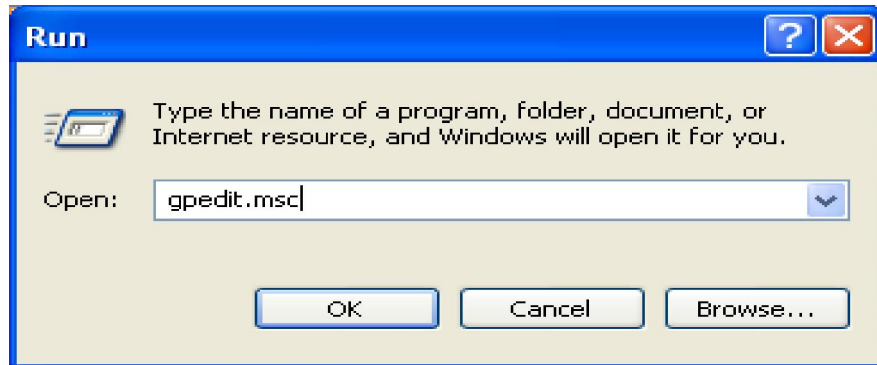 Run
Type the name of a program, folder, document, or
Internet resource, and Windows will open it for you.
Open: gpedit.msc
OK Cancel Browse...